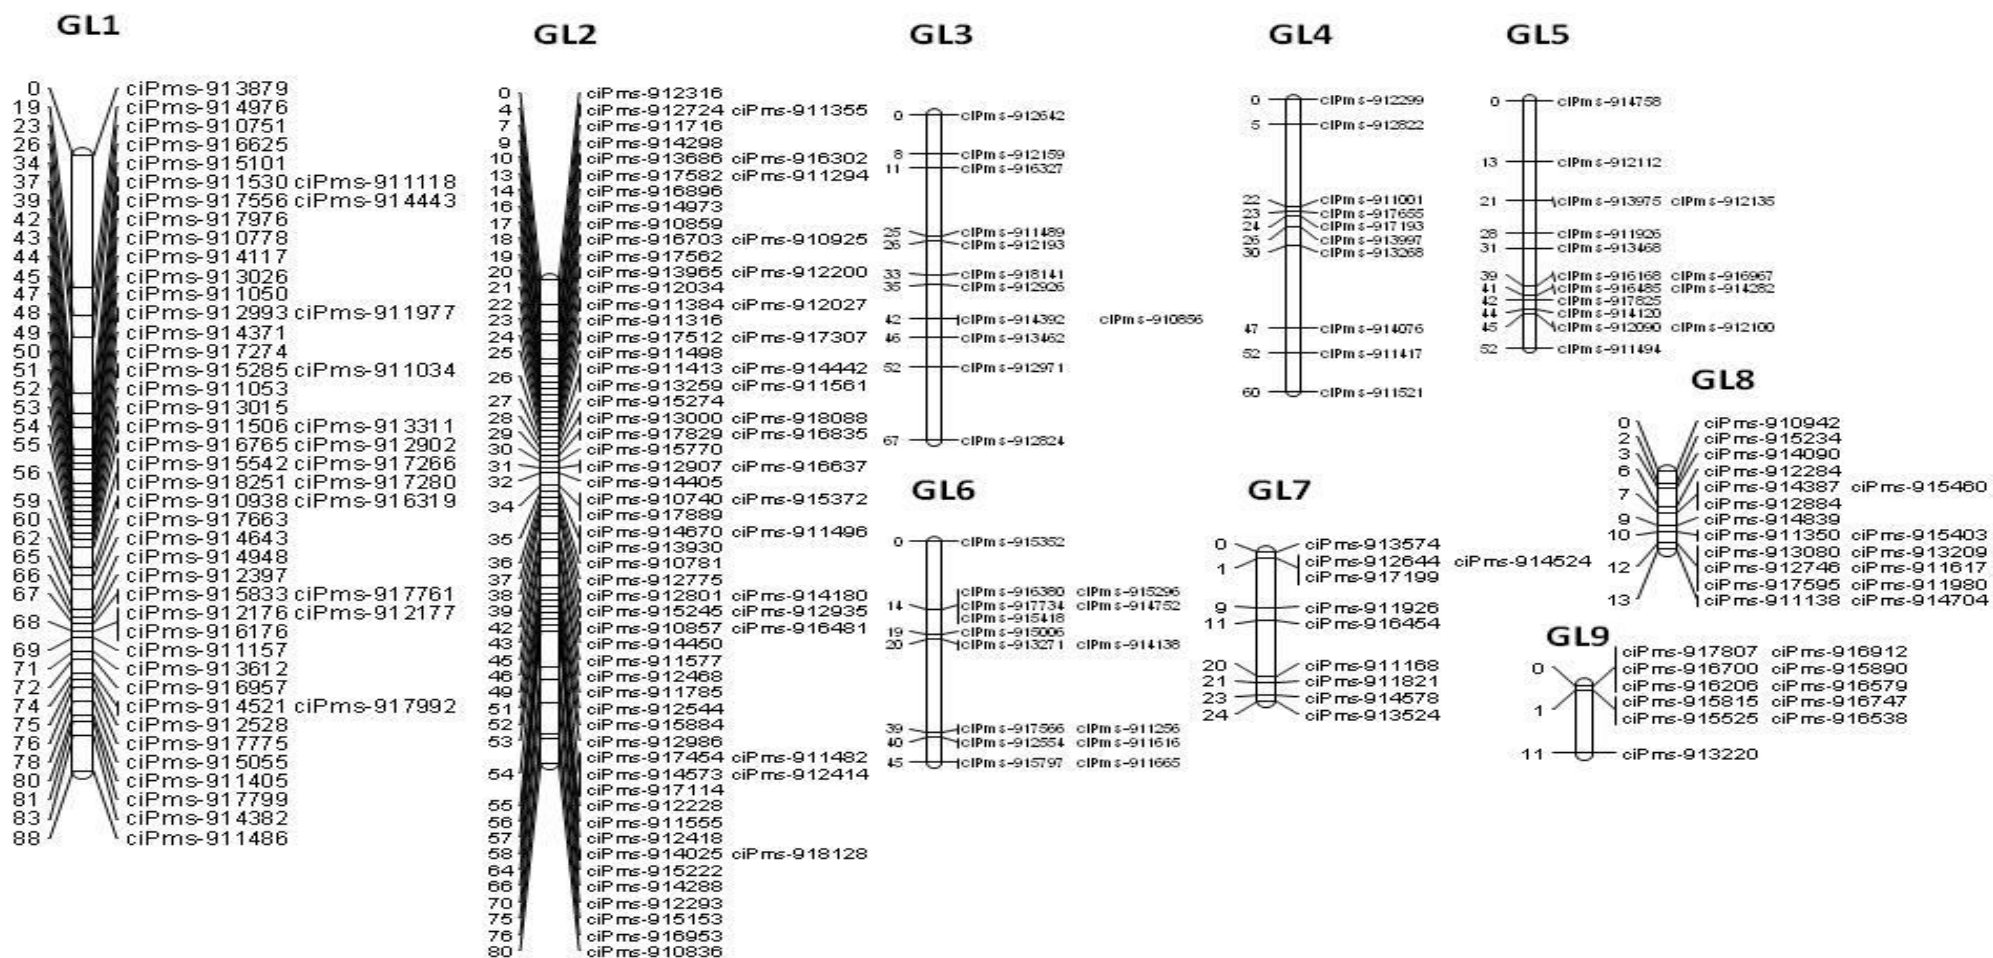 GL1
0 ciPms-913879
19 ciPms-914976
23 ciPms-910751
26 ciPms-916625
34 ciPms-915101
37 ciPms-911530 ciPms-911118
39 ciPms-917556 ciPms-914443
42 ciPms-917976
43 ciPms-910778
44 ciPms-914117
45 ciPms-913026
47 ciPms-911050
48 ciPms-912993 ciPms-911977
49 ciPms-914371
50 ciPms-917274
51 ciPms-915285 ciPms-911034
52 ciPms-911053
53 ciPms-913015
54 ciPms-911506 ciPms-913311
55 ciPms-916765 ciPms-912902
ciPms-915542 ciPms-917266
56 ciPms-918251 ciPms-917280
59 ciPms-910938 ciPms-916319
60 ciPms-917663
62 ciPms-914643
65 ciPms-914948
66 ciPms-912397
67 ciPms-915833 ciPms-917761
68 ciPms-912176 ciPms-912177
ciPms-916176
69 ciPms-911157
71 ciPms-913612
72 ciPms-916957
74 ciPms-914521 ciPms-917992
75 ciPms-912528
76 ciPms-917775
78 ciPms-915055
80 ciPms-911405
81 ciPms-917799
83 ciPms-914382
88 ciPms-911486
GL2
0 ciPms-912316
4 ciPms-912724 ciPms-911355
7 ciPms-911716
9 ciPms-914298
10 ciPms-913686 ciPms-916302
13 ciPms-917582 ciPms-911294
14 ciPms-916896
16 ciPms-914973
17 ciPms-910859
18 ciPms-916703 ciPms-910925
19 ciPms-917562
20 ciPms-913965 ciPms-912200
21 ciPms-912034
22 ciPms-911384 ciPms-912027
23 ciPms-911316
24 ciPms-917512 ciPms-917307
25 ciPms-911498
ciPms-911413 ciPms-914442
26 ciPms-913259 ciPms-911561
27 ciPms-915274
28 ciPms-913000 ciPms-918088
29 ciPms-917829 ciPms-916835
30 ciPms-915770
31 ciPms-912907 ciPms-916637
32 ciPms-914405
34 ciPms-910740 ciPms-915372
ciPms-917889
35 ciPms-914670 ciPms-911496
ciPms-913930
36 ciPms-910781
37 ciPms-912775
38 ciPms-912801 ciPms-914180
39 ciPms-915245 ciPms-912935
42 ciPms-910857 ciPms-916481
43 ciPms-914450
45 ciPms-911577
46 ciPms-912468
49 ciPms-911785
51 ciPms-912544
52 ciPms-915884
53 ciPms-912986
ciPms-917454 ciPms-911482
54 ciPms-914573 ciPms-912414
ciPms-917114
55 ciPms-912228
56 ciPms-911555
57 ciPms-912418
58 ciPms-914025 ciPms-918128
64 ciPms-915222
66 ciPms-914288
70 ciPms-912293
75 ciPms-915153
76 ciPms-916953
80 ciPms-910836
GL3
0 ciPms-912642
8 ciPms-912159
11 ciPms-916327
25 ciPms-911489
26 ciPms-912193
33 ciPms-918141
35 ciPms-912926
42 ciPms-914392 ciPms-910856
46 ciPms-913462
52 ciPms-912971
67 ciPms-912824
GL4
0 ciPms-912299
5 ciPms-912822
22 ciPms-911001
23 ciPms-917655
24 ciPms-917193
26 ciPms-913997
30 ciPms-913268
47 ciPms-914076
52 ciPms-911417
60 ciPms-911521
GL5
0 ciPms-914758
13 ciPms-912112
21 ciPms-913975 ciPms-912135
28 ciPms-911926
31 ciPms-913468
39 ciPms-916168 ciPms-916967
41 ciPms-916485 ciPms-914282
42 ciPms-917825
44 ciPms-914120
45 ciPms-912090 ciPms-912100
52 ciPms-911494
GL6
0 ciPms-915352
ciPms-916380 ciPms-915296
14 ciPms-917734 ciPms-914752
ciPms-915418
19 ciPms-915006
20 ciPms-913271 ciPms-914138
39 ciPms-917566 ciPms-911256
40 ciPms-912554 ciPms-911616
45 ciPms-915797 ciPms-911665
GL7
0 ciPms-913574
1 ciPms-912644 ciPms-914524
ciPms-917199
9 ciPms-911926
11 ciPms-916454
20 ciPms-911168
21 ciPms-911821
23 ciPms-914578
24 ciPms-913524
GL8
0 ciPms-910942
2 ciPms-915234
3 ciPms-914090
6 ciPms-912284
7 ciPms-914387 ciPms-915460
ciPms-912884
9 ciPms-914839
10 ciPms-911350 ciPms-915403
ciPms-913080 ciPms-913209
12 ciPms-912746 ciPms-911617
ciPms-917595 ciPms-911980
13 ciPms-911138 ciPms-914704
GL9
ciPms-917807 ciPms-916912
0 ciPms-916700 ciPms-915890
ciPms-916206 ciPms-916579
1 ciPms-915815 ciPms-916747
ciPms-915525 ciPms-916538
11 ciPms-913220